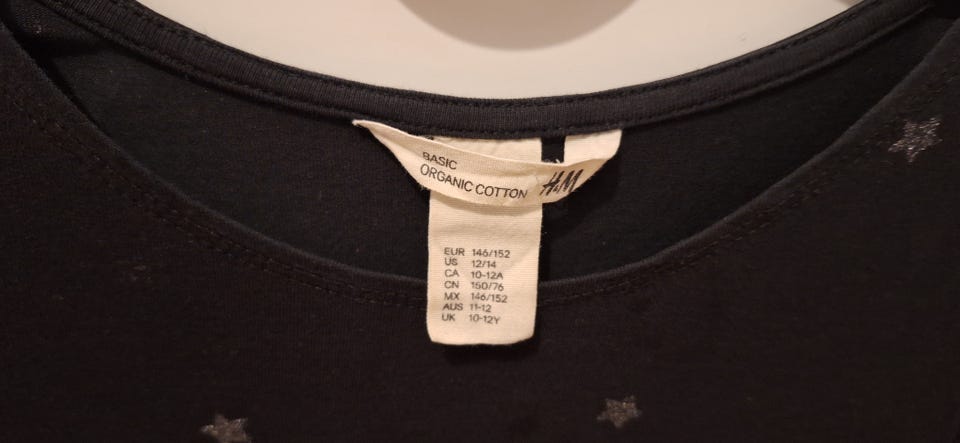 BASIC
ORGANIC COTTON H&M
EUR 146/152
US 12/14
CA 10-12A
CN 150/76
MX 146/152
AUS 11-12
UK 10-12Y